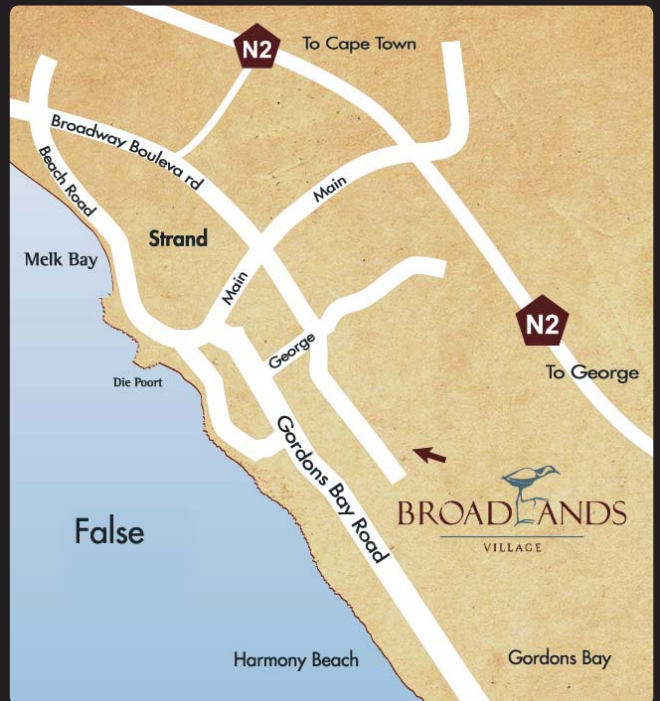 N2
To Cape Town
Broadway Bouleva rd
Beach Road
Main
Strand
Melk Bay
Main
N2
George
To George
Die Poort
Gordons Bay Road
BROADLANDS
VILLAGE
False
Harmony Beach
Gordons Bay